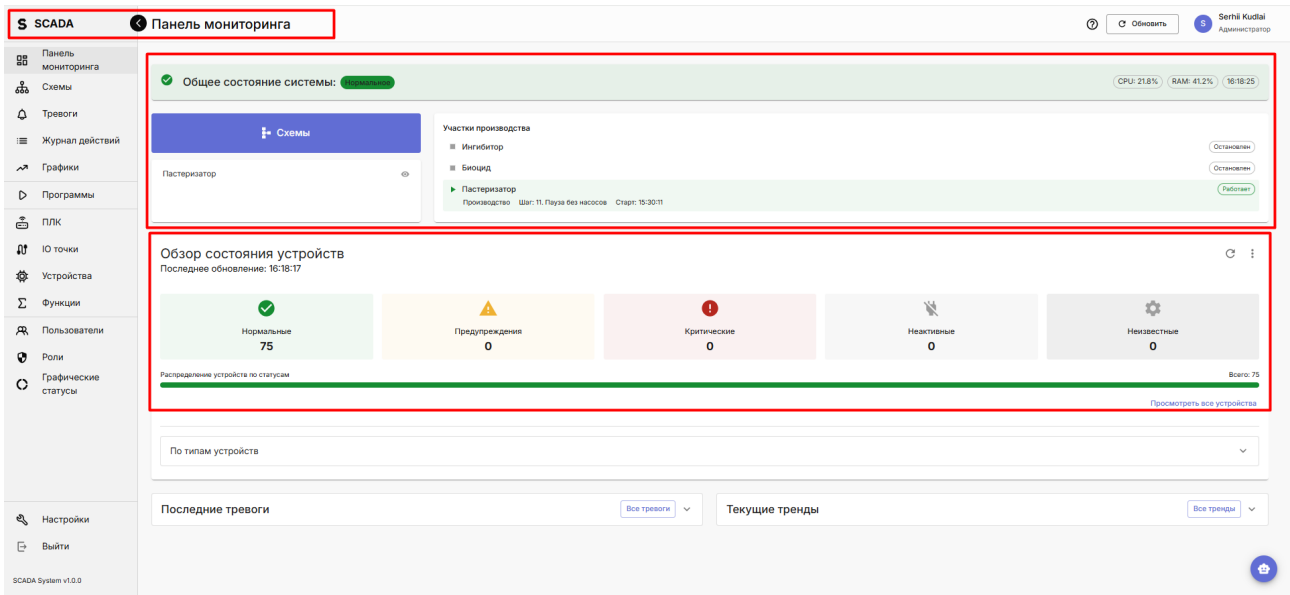 S SCADA
Панель мониторинга
Обновить
S
Serhii Kudlai
Администратор
Панель
мониторинга
Схемы
Тревоги
Журнал действий
Графики
Программы
ПЛК
IO точки
Устройства
Функции
Пользователи
Роли
Графические
статусы
Настройки
Выйти
SCADA System v1.0.0
Общее состояние системы: Нормальное
CPU: 21.8% RAM: 41.2% 16:18:25
Схемы
Пастеризатор
Участки производства
Ингибитор Остановлен
Биоцид Остановлен
Пастеризатор Работает
Производство Шаг: 11. Пауза без насосов Старт: 15:30:11
Обзор состояния устройств
Последнее обновление: 16:18:17
Нормальные
75
Предупреждения
0
Критические
0
Неактивные
0
Неизвестные
0
Распределение устройств по статусам Всего: 75
Просмотреть все устройства
По типам устройств
Последние тревоги Все тревоги
Текущие тренды Все тренды